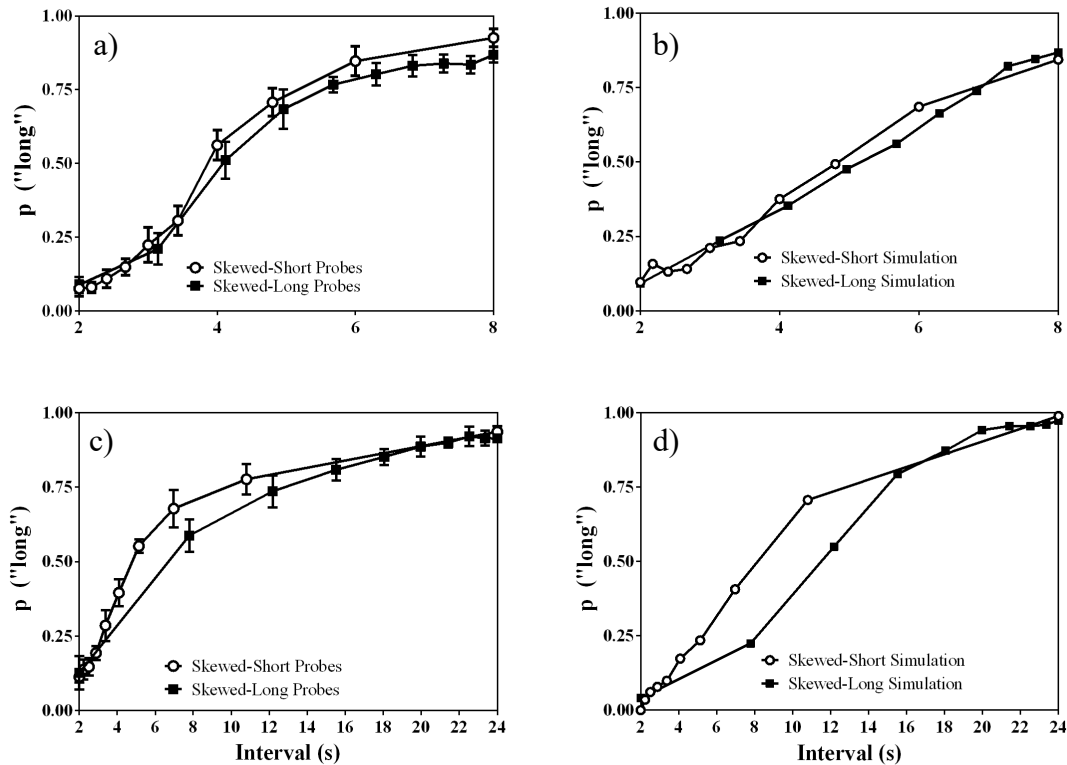 a)
p ("long")
1.00
0.75
0.50
0.25
0.00
2 4 6 8
Skewed-Short Probes
Skewed-Long Probes
b)
p ("long")
1.00
0.75
0.50
0.25
0.00
2 4 6 8
Skewed-Short Simulation
Skewed-Long Simulation
c)
p ("long")
1.00
0.75
0.50
0.25
0.00
2 4 6 8 10 12 14 16 18 20 22 24
Interval (s)
Skewed-Short Probes
Skewed-Long Probes
d)
p ("long")
1.00
0.75
0.50
0.25
0.00
2 4 6 8 10 12 14 16 18 20 22 24
Interval (s)
Skewed-Short Simulation
Skewed-Long Simulation